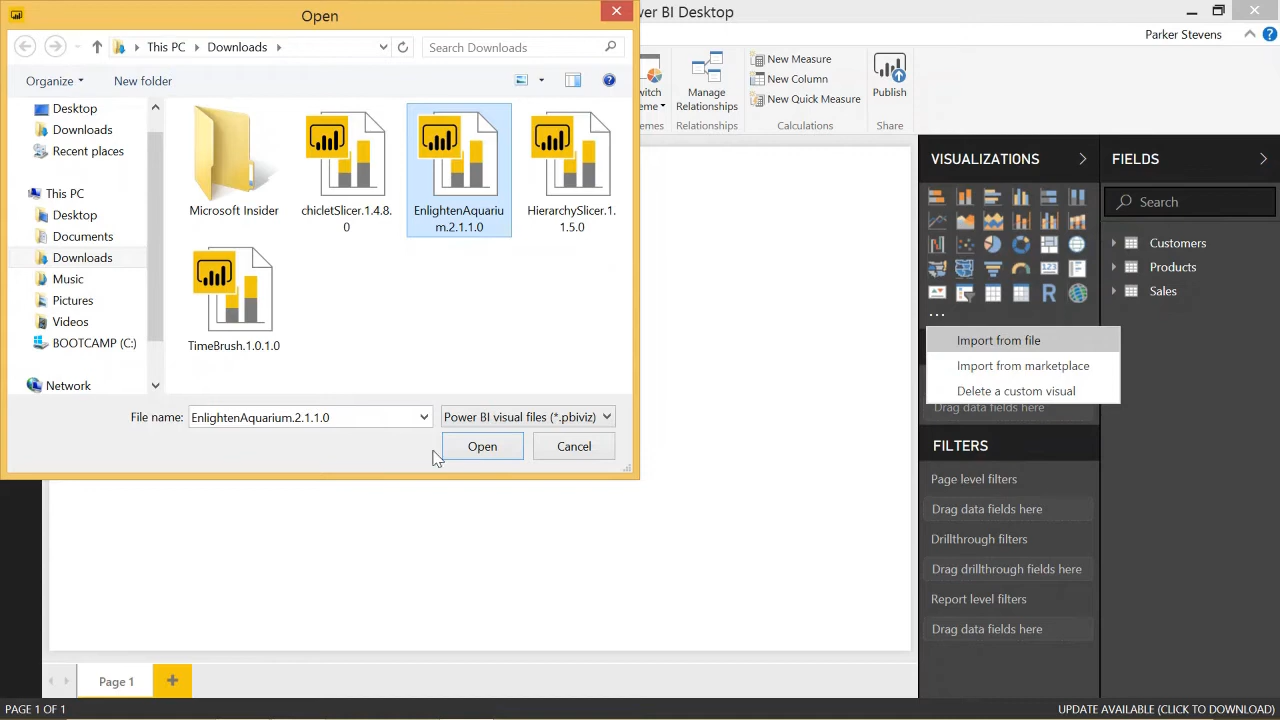 Open
wer BI Desktop
Parker Stevens
This PC
Downloads
Search Downloads
Organize
New folder
Desktop
Downloads
Recent places
This PC
Desktop
Documents
Downloads
Music
Pictures
Videos
BOOTCAMP (C:)
Network
Microsoft Insider
chicletSlicer.1.4.8.
0
EnlightenAquariu
m.2.1.1.0
HierarchySlicer.1.
1.5.0
TimeBrush.1.0.1.0
File name:
EnlightenAquarium.2.1.1.0
Power BI visual files (*.pbiviz)
Open
Cancel
witch
eme
emes
Manage
Relationships
Relationships
New Measure
New Column
New Quick Measure
Calculations
Publish
Share
VISUALIZATIONS
123
R
Import from file
Import from marketplace
Delete a custom visual
Drag data fields here
FILTERS
Page level filters
Drag data fields here
Drillthrough filters
Drag drillthrough fields here
Report level filters
Drag data fields here
FIELDS
Search
Customers
Products
Sales
Page 1
PAGE 1 OF 1
UPDATE AVAILABLE (CLICK TO DOWNLOAD)